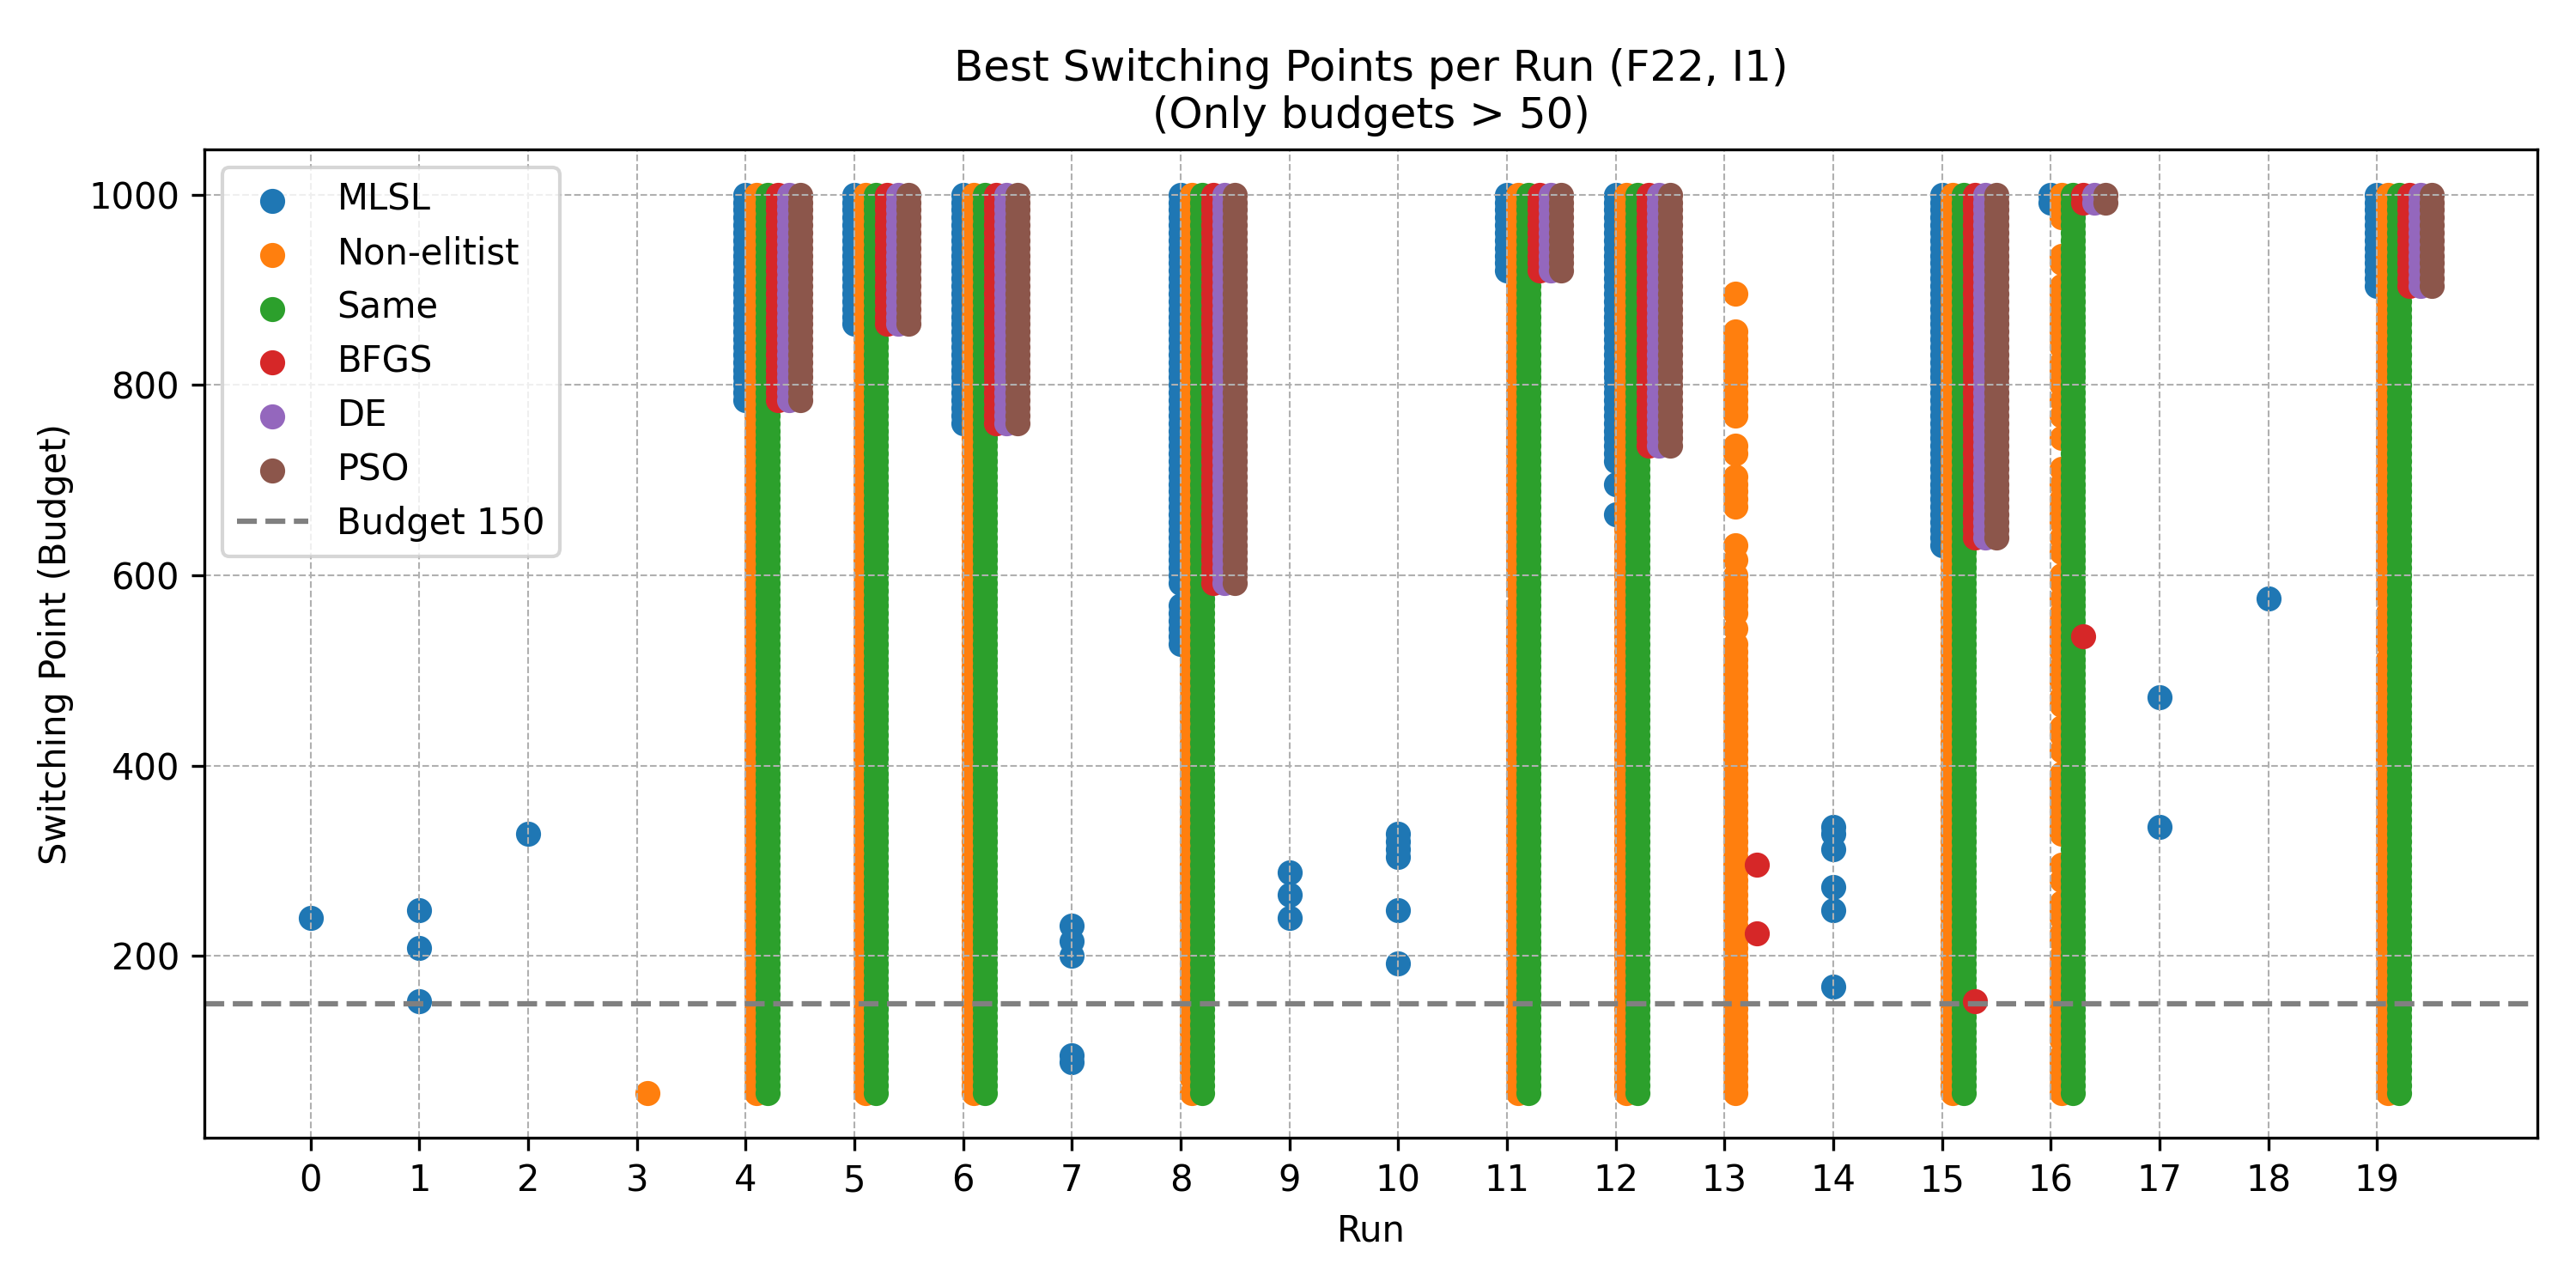 Best Switching Points per Run (F22, I1)
(Only budgets > 50)
Switching Point (Budget)
1000
800
600
400
200
MLSL
Non-elitist
Same
BFGS
DE
PSO
Budget 150
0 1 2 3 4 5 6 7 8 9 10 11 12 13 14 15 16 17 18 19
Run